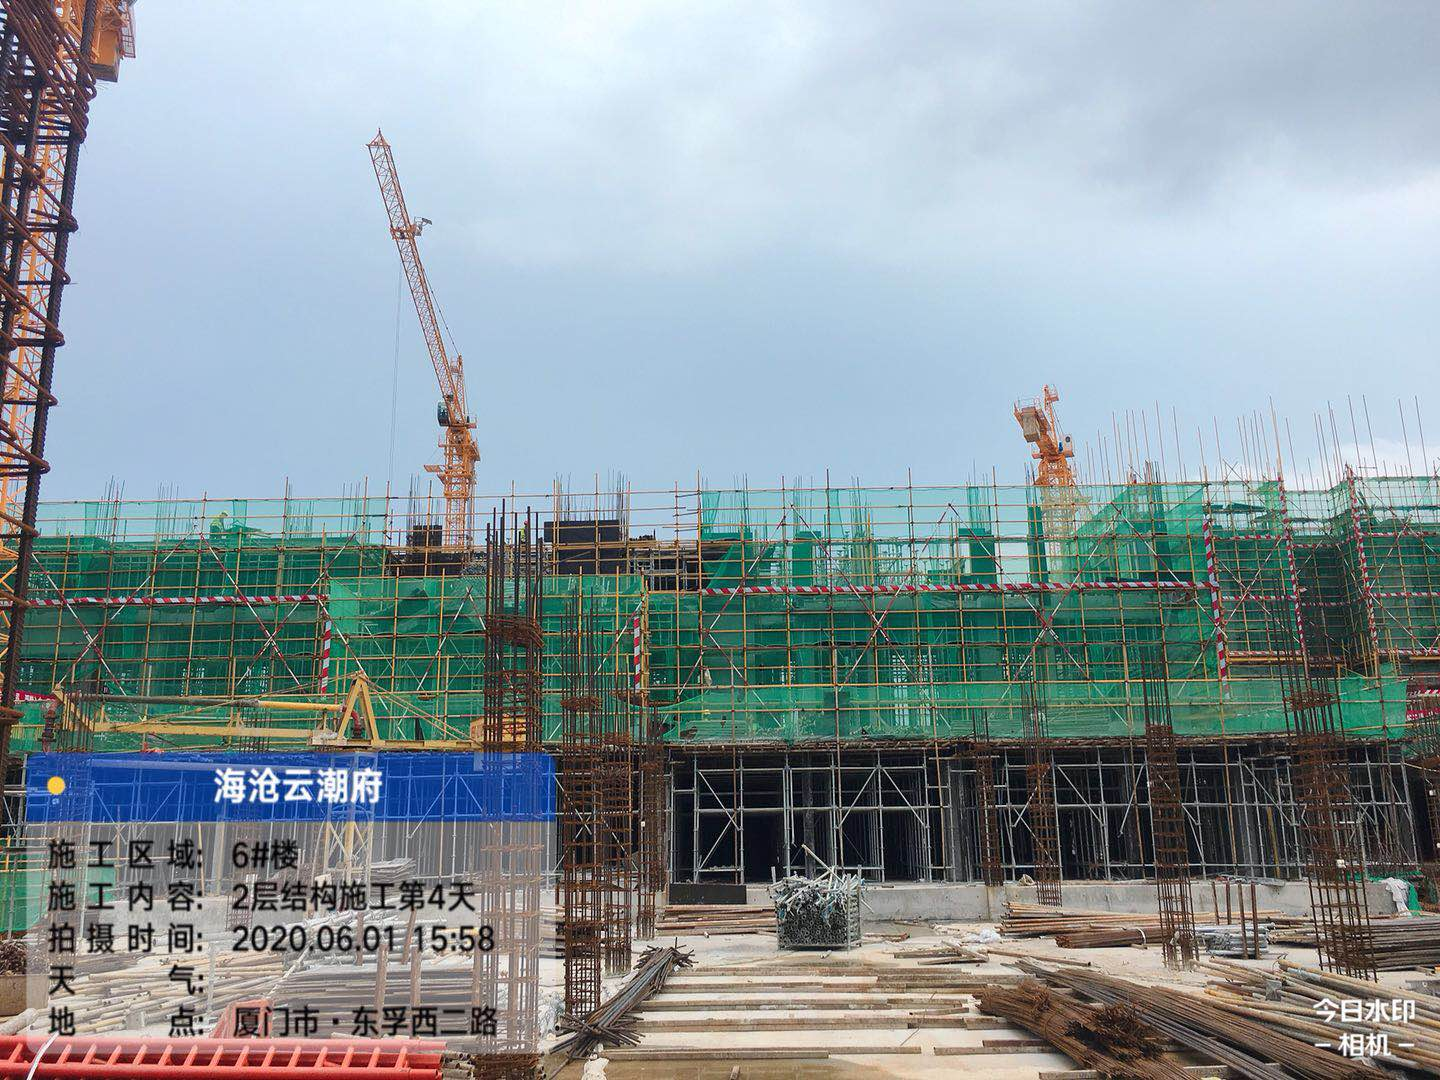 海沧云潮府
施工区域: 6#楼
施工内容: 2层结构施工第4天
拍摄时间: 2020.06.01 15:58
天气:
地点: 厦门市·东孚西二路
今日水印
-相机-